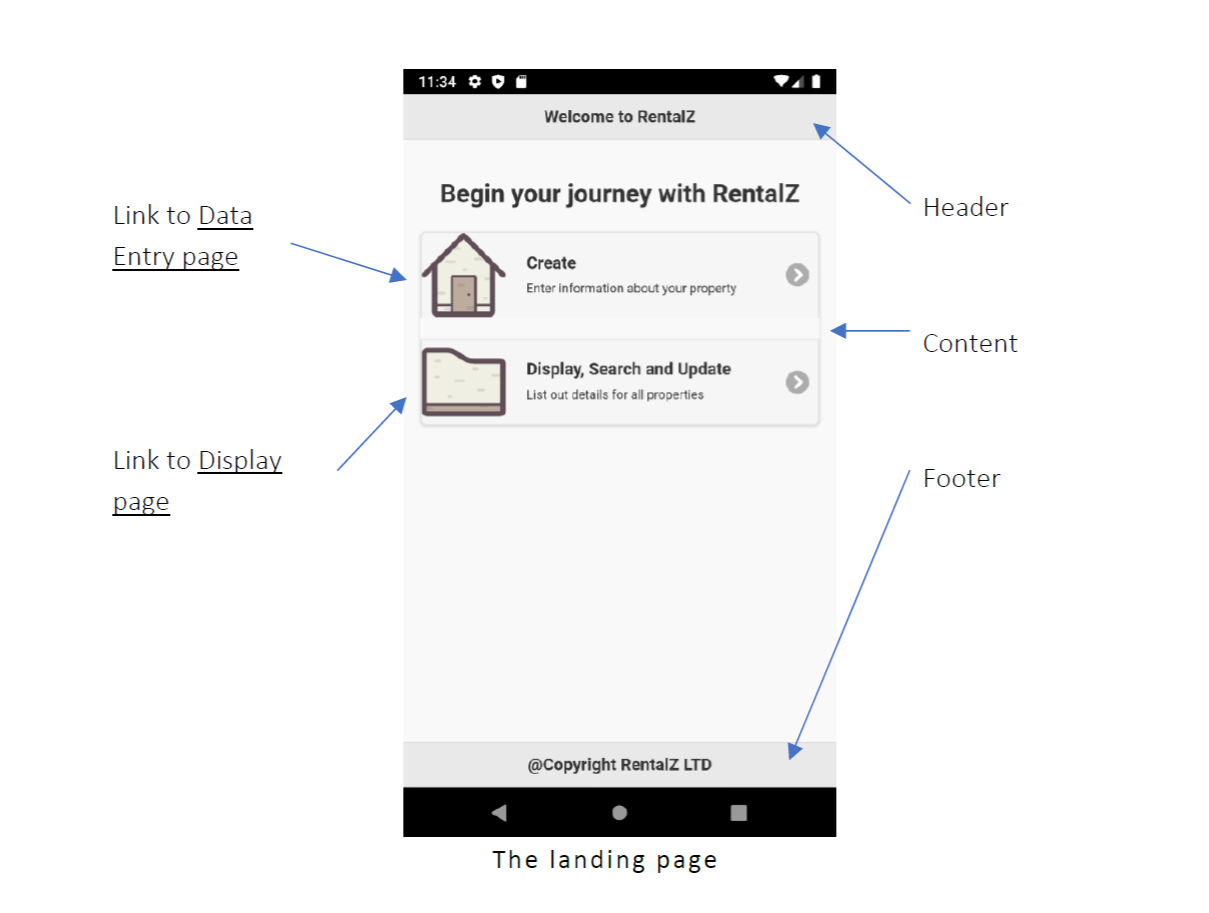 11:34
Welcome to RentalZ
Begin your journey with RentalZ
Create
Enter information about your property
Display, Search and Update
List out details for all properties
@Copyright RentalZ LTD
Link to Data
Entry page
Link to Display
page
Header
Content
Footer
The landing page